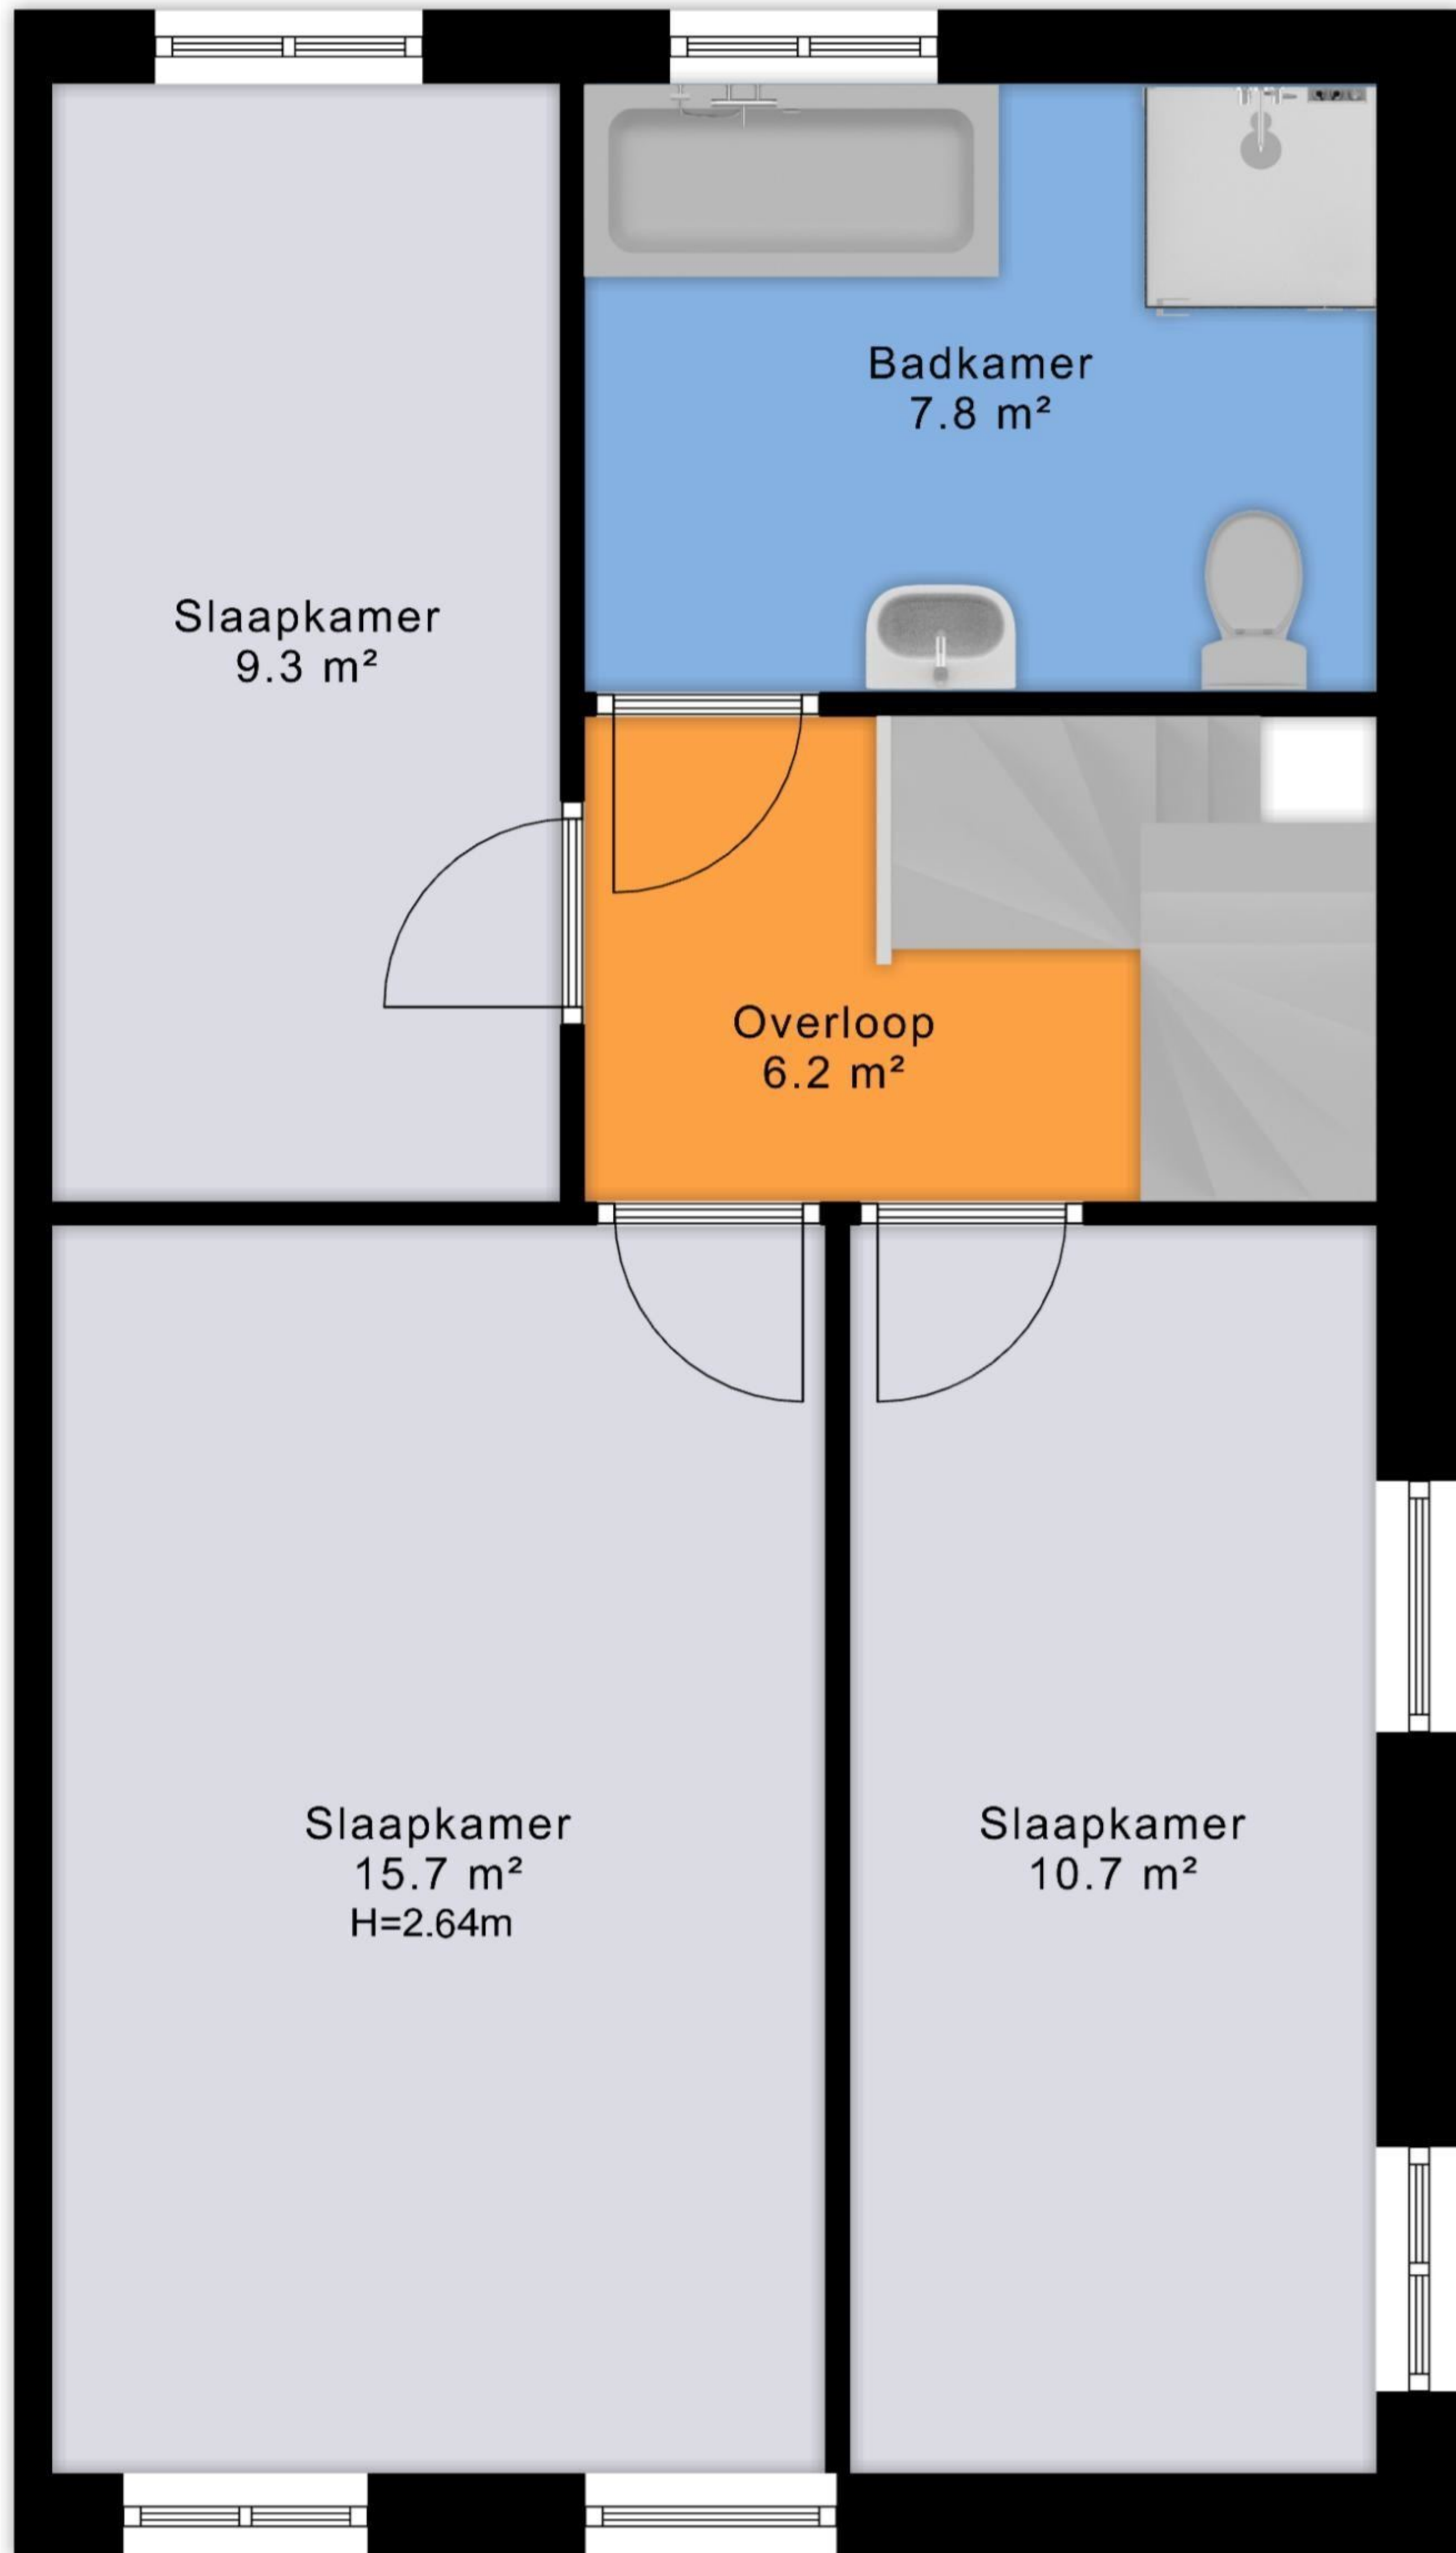 Badkamer
7.8 m²
Slaapkamer
9.3 m²
Overloop
6.2 m²
Slaapkamer
15.7 m²
H=2.64m
Slaapkamer
10.7 m²